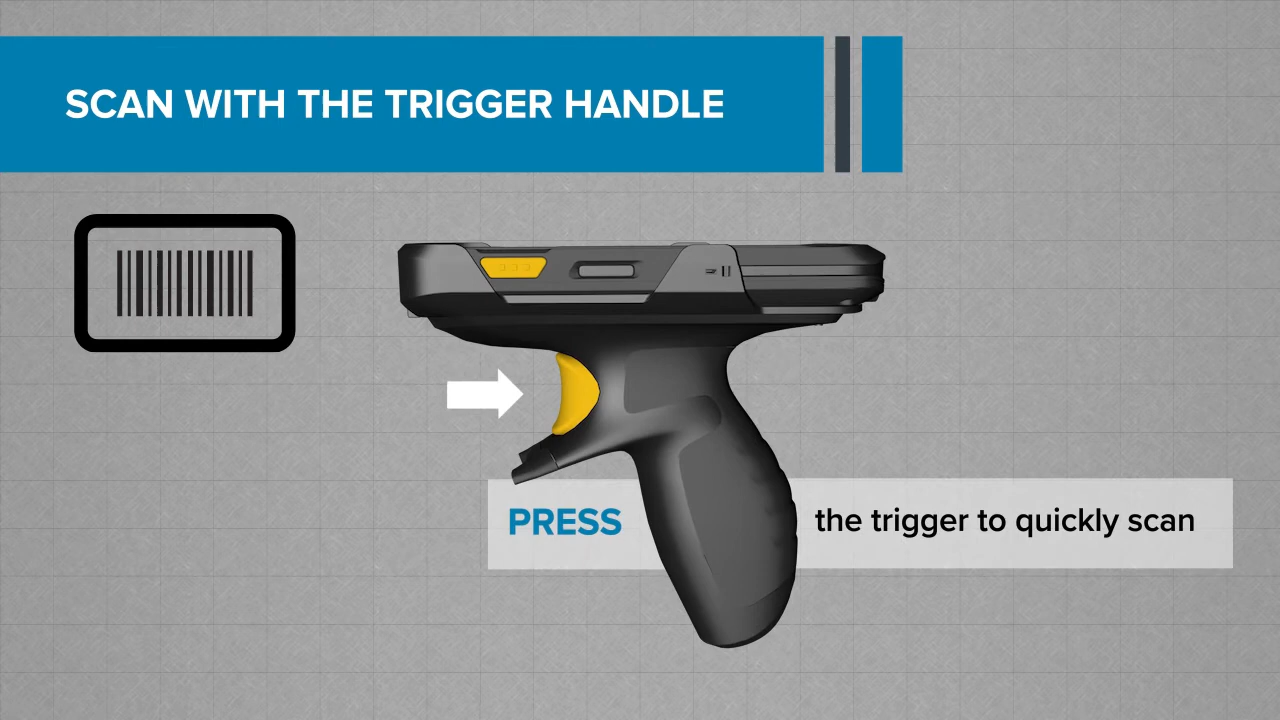 SCAN WITH THE TRIGGER HANDLE
PRESS the trigger to quickly scan